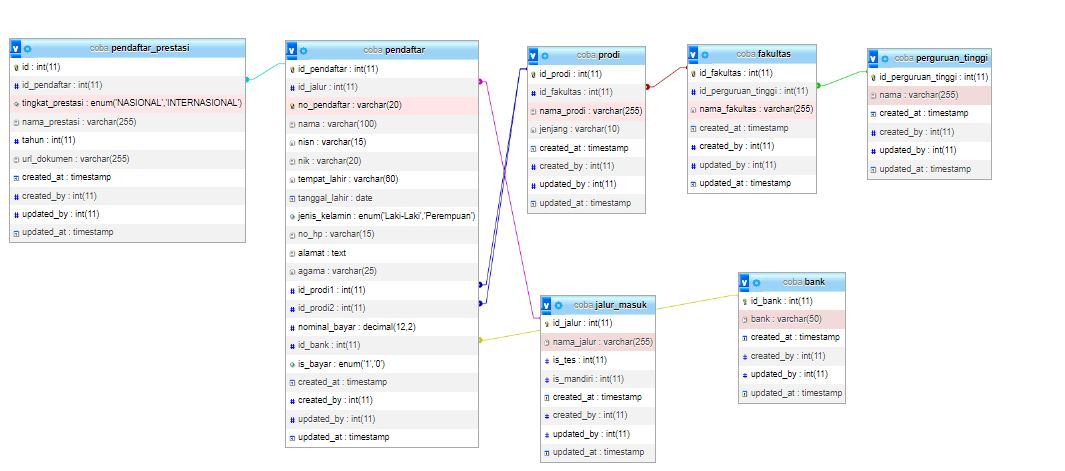 coba pendaftar_prestasi
id : int(11)
id_pendaftar : int(11)
tingkat_prestasi : enum('NASIONAL','INTERNASIONAL')
nama_prestasi : varchar(255)
tahun : int(11)
url_dokumen : varchar(255)
created_at : timestamp
created_by : int(11)
updated_by : int(11)
updated_at : timestamp
coba pendaftar
id_pendaftar : int(11)
id_jalur : int(11)
no_pendaftar : varchar(20)
nama : varchar(100)
nisn : varchar(15)
nik : varchar(20)
tempat_lahir : varchar(60)
tanggal_lahir : date
jenis_kelamin : enum('Laki-Laki','Perempuan')
no_hp : varchar(15)
alamat : text
agama : varchar(25)
id_prodi1 : int(11)
id_prodi2 : int(11)
nominal_bayar : decimal(12,2)
id_bank : int(11)
is_bayar : enum('1','0')
created_at : timestamp
created_by : int(11)
updated_by : int(11)
updated_at : timestamp
coba prodi
id_prodi : int(11)
id_fakultas : int(11)
nama_prodi : varchar(255)
jenjang : varchar(10)
created_at : timestamp
created_by : int(11)
updated_by : int(11)
updated_at : timestamp
coba fakultas
id_fakultas : int(11)
id_perguruan_tinggi : int(11)
nama_fakultas : varchar(255)
created_at : timestamp
created_by : int(11)
updated_by : int(11)
updated_at : timestamp
coba perguruan_tinggi
id_perguruan_tinggi : int(11)
nama : varchar(255)
created_at : timestamp
created_by : int(11)
updated_by : int(11)
updated_at : timestamp
coba jalur_masuk
id_jalur : int(11)
nama_jalur : varchar(255)
is_tes : int(11)
is_mandiri : int(11)
created_at : timestamp
created_by : int(11)
updated_by : int(11)
updated_at : timestamp
coba bank
id_bank : int(11)
bank : varchar(50)
created_at : timestamp
created_by : int(11)
updated_by : int(11)
updated_at : timestamp